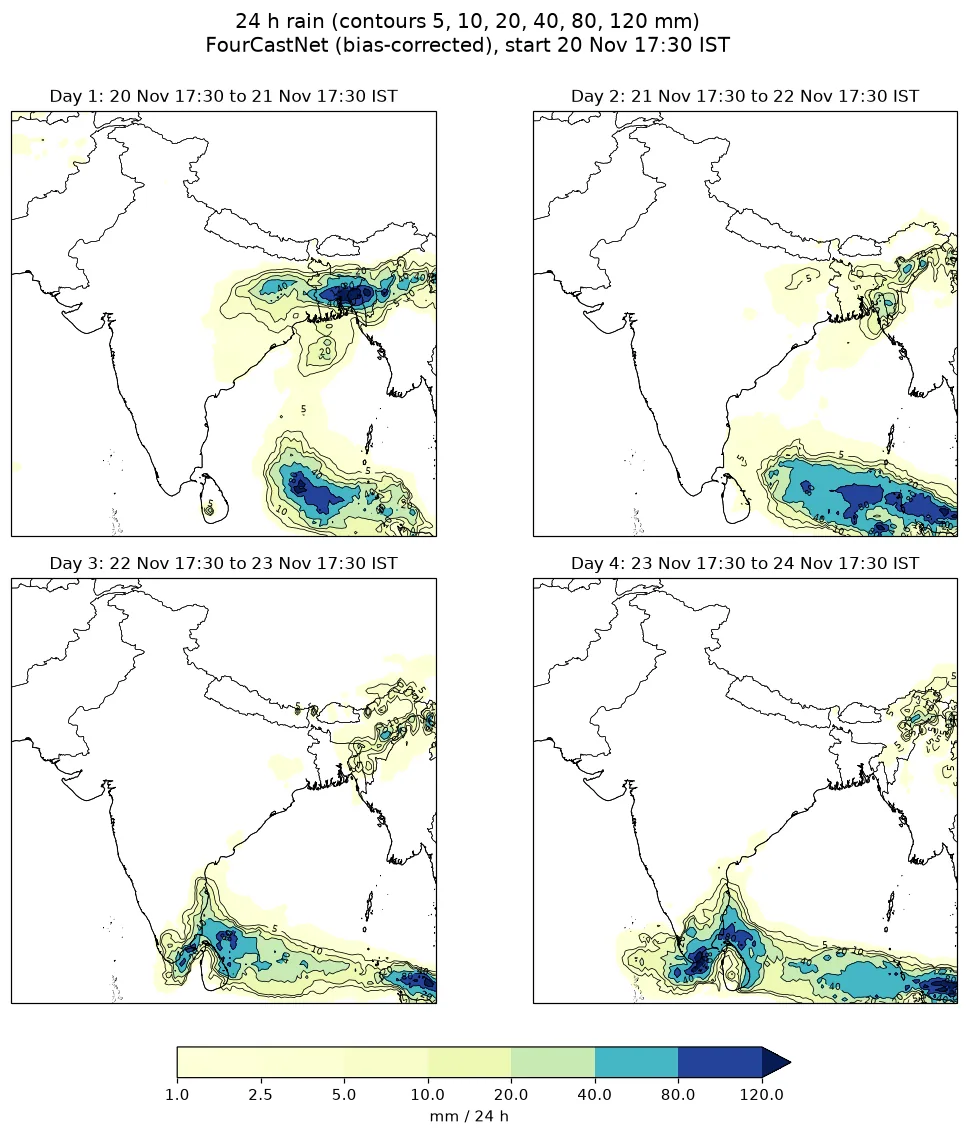 24 h rain (contours 5, 10, 20, 40, 80, 120 mm)
FourCastNet (bias-corrected), start 20 Nov 17:30 IST
Day 1: 20 Nov 17:30 to 21 Nov 17:30 IST
Day 2: 21 Nov 17:30 to 22 Nov 17:30 IST
Day 3: 22 Nov 17:30 to 23 Nov 17:30 IST
Day 4: 23 Nov 17:30 to 24 Nov 17:30 IST
1.0 2.5 5.0 10.0 20.0 40.0 80.0 120.0
mm / 24 h